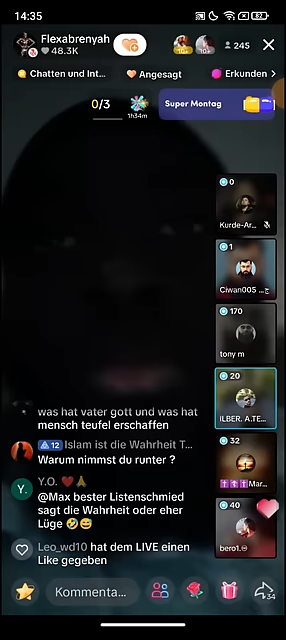 14:35
82
Flexabrenyah
48.3K
245
Chatten und Int...
Angesagt
Erkunden
0/3
1h34m
Super Montag
0
Kurde-Ar...
1
Ciwan005 ...
170
tony m
20
ILBER. A.TE...
32
✝️✝️✝️Mar...
40
bero1.♾
was hat vater gott und was hat
mensch teufel erschaffen
12 Islam ist die Wahrheit T...
Warum nimmst du runter ?
Y.
Y.O. ❤️🙏
@Max bester Listenschmied
sagt die Wahrheit oder eher
Lüge 🤣😅
Leo_wd10 hat dem LIVE einen
Like gegeben
Kommenta...
34